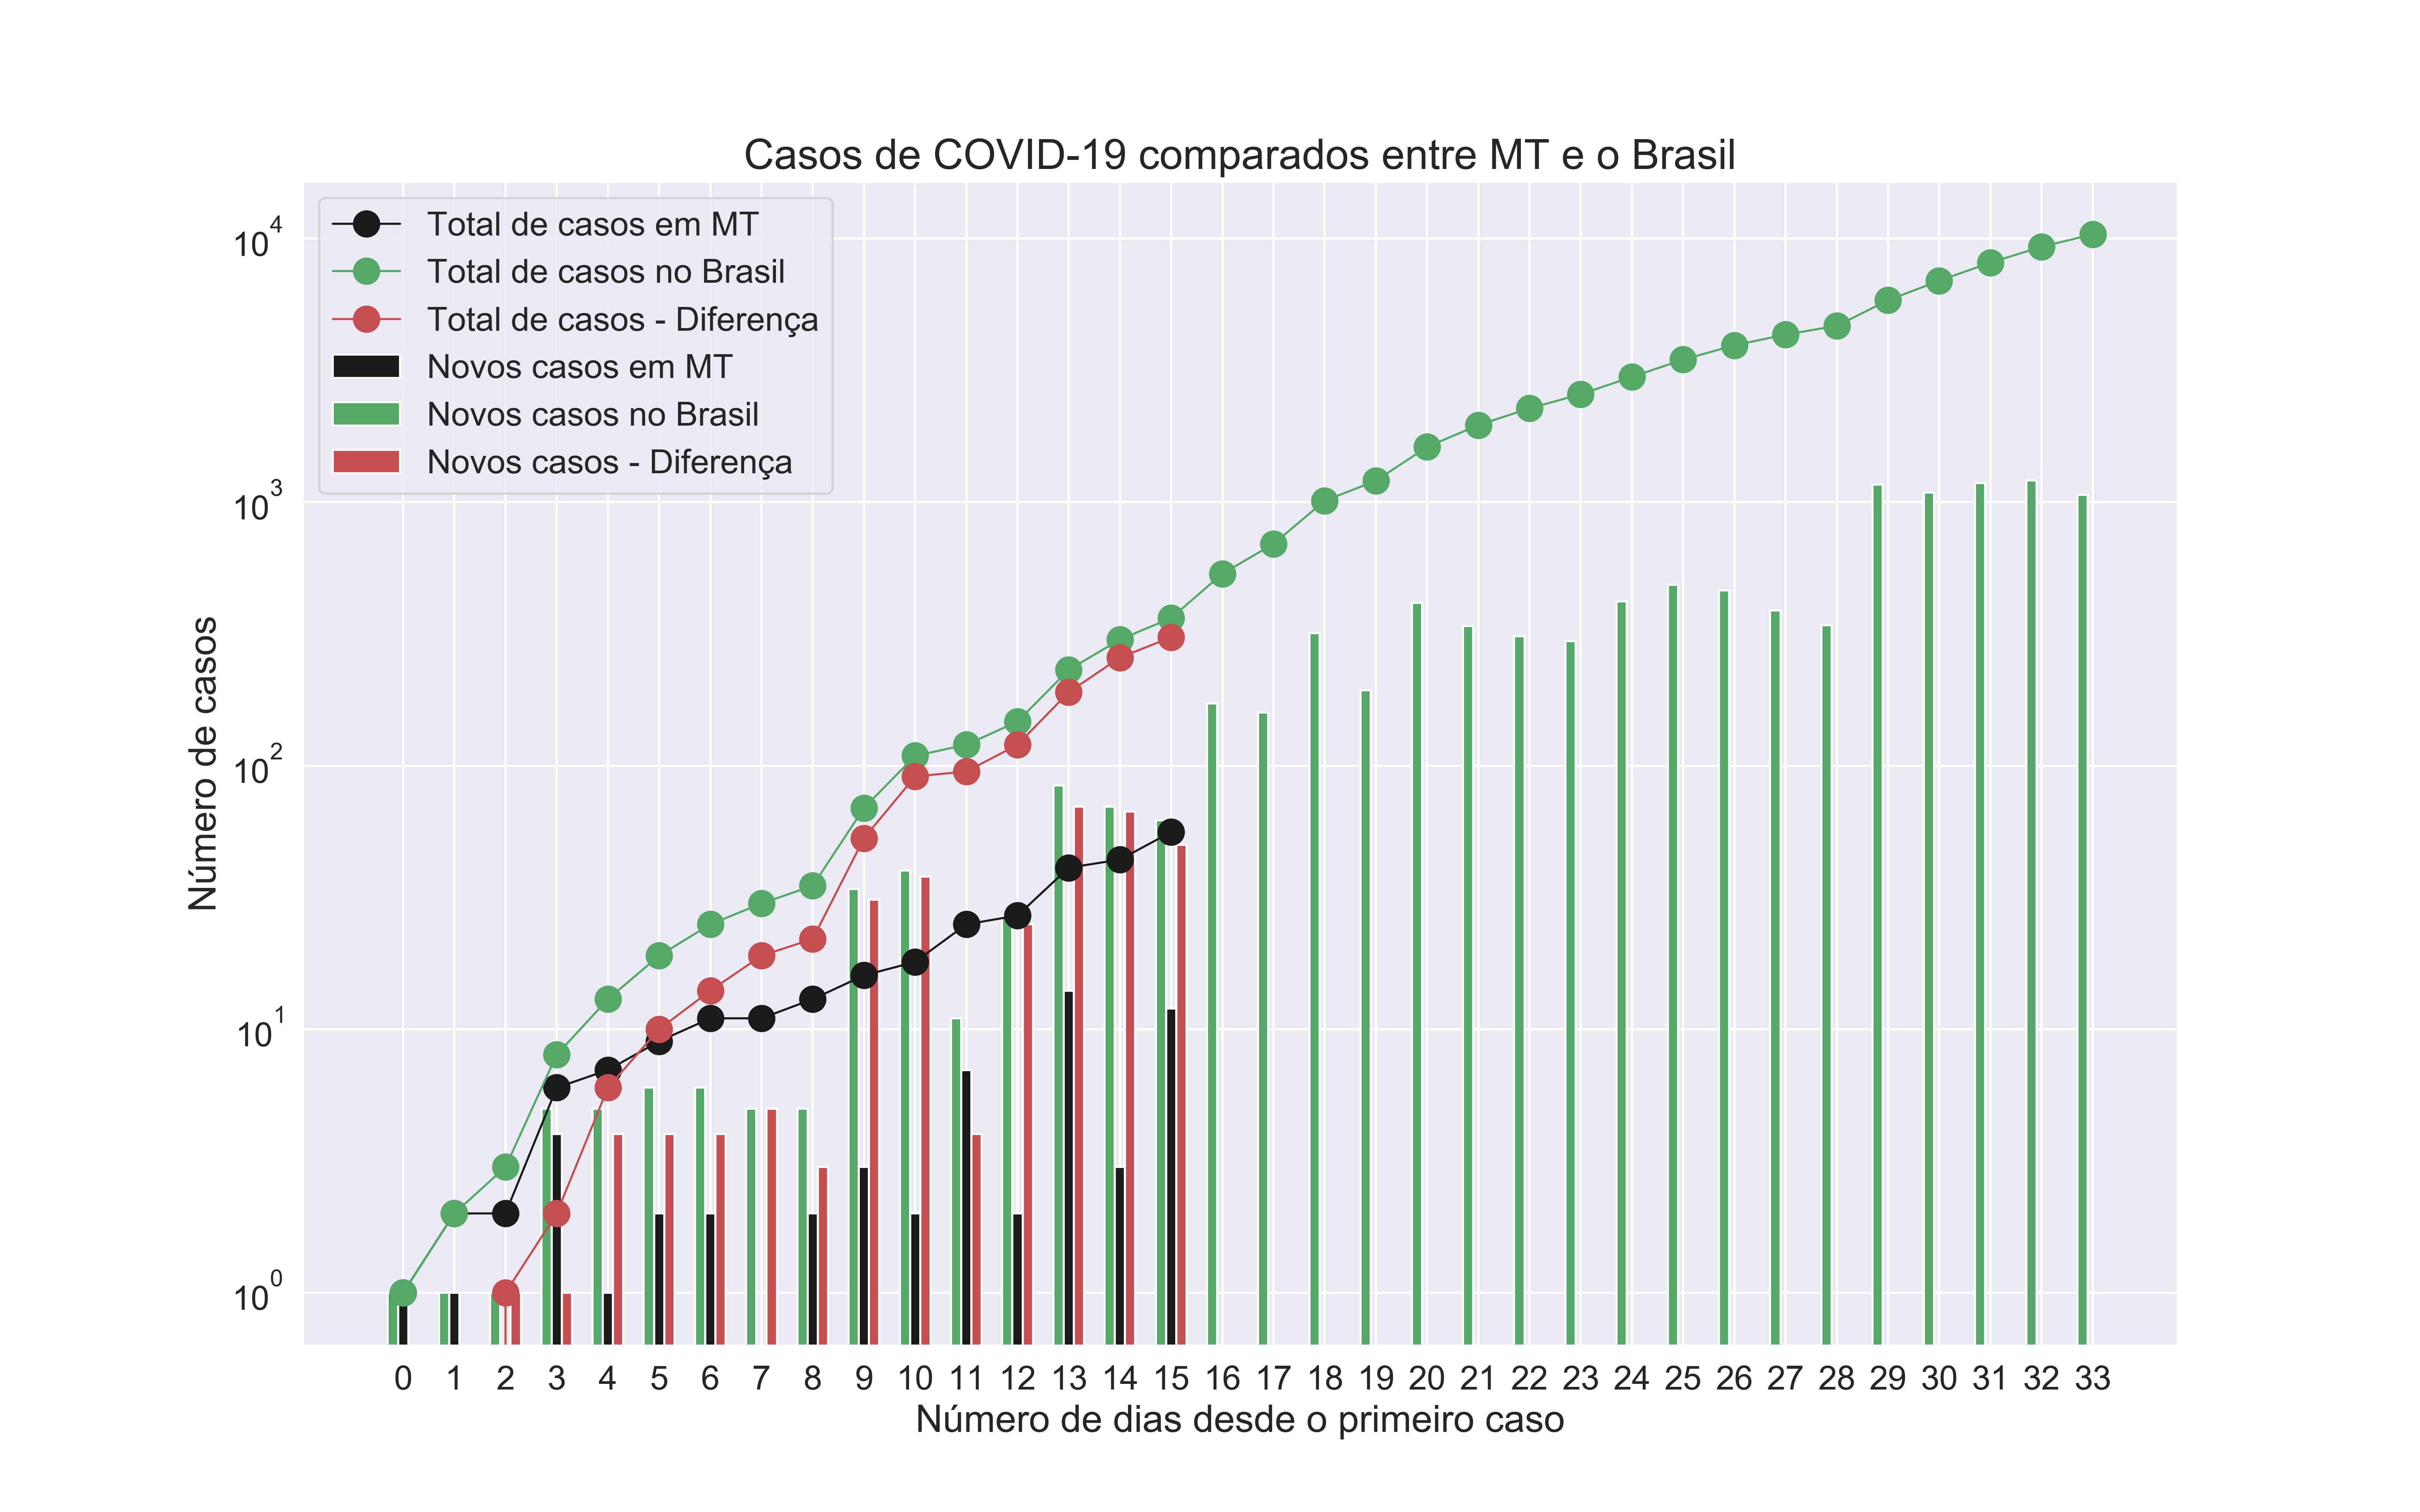 Casos de COVID-19 comparados entre MT e o Brasil
Total de casos em MT
Total de casos no Brasil
Total de casos - Diferença
Novos casos em MT
Novos casos no Brasil
Novos casos - Diferença
Número de casos
10^4
10^3
10^2
10^1
10^0
0 1 2 3 4 5 6 7 8 9 10 11 12 13 14 15 16 17 18 19 20 21 22 23 24 25 26 27 28 29 30 31 32 33
Número de dias desde o primeiro caso